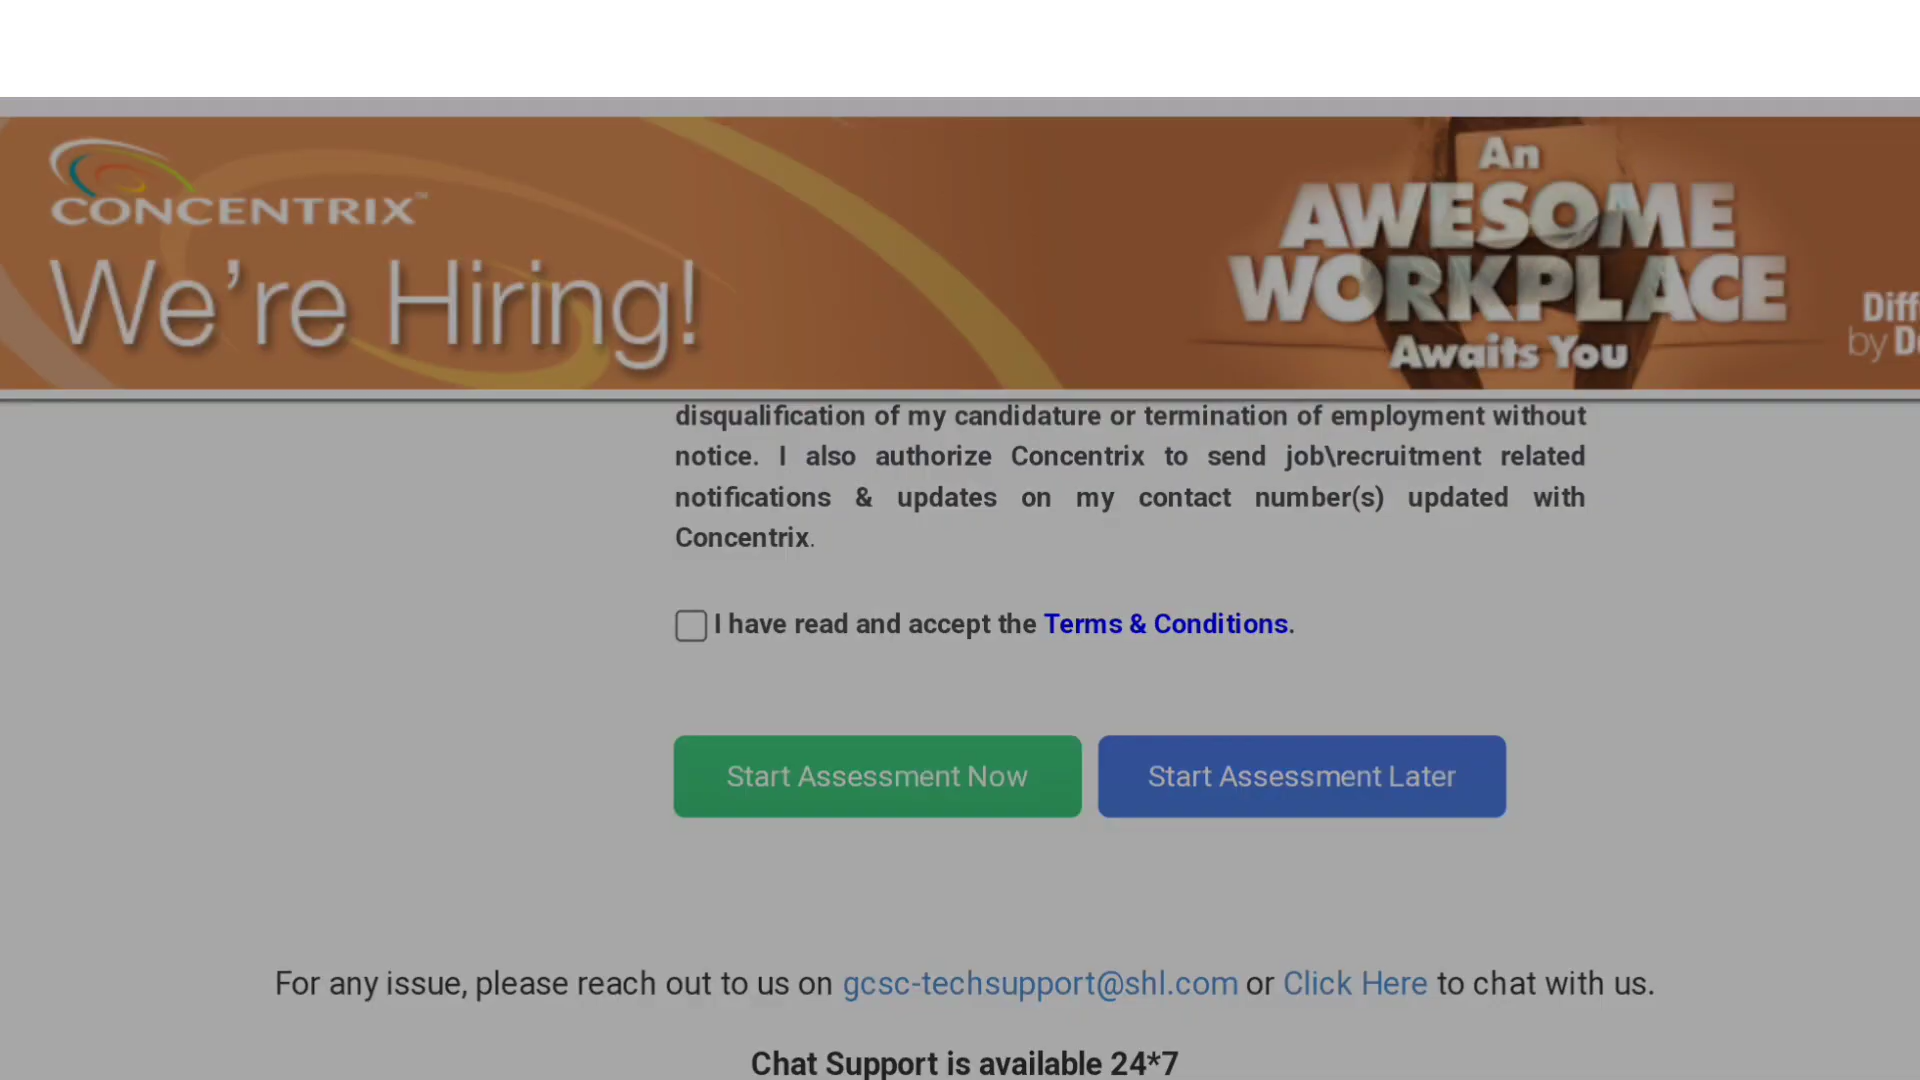 CONCENTRIX™
We're Hiring!
An
AWESOME
WORKPLACE
Awaits You
disqualification of my candidature or termination of employment without
notice. I also authorize Concentrix to send job\recruitment related
notifications & updates on my contact number(s) updated with
Concentrix.
I have read and accept the Terms & Conditions.
Start Assessment Now
Start Assessment Later
For any issue, please reach out to us on gcsc-techsupport@shl.com or Click Here to chat with us.
Chat Support is available 24*7